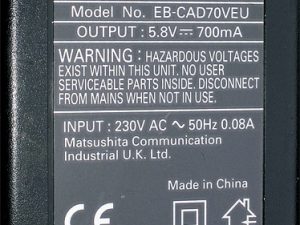 Model No. EB-CAD70VEU
OUTPUT : 5.8V⎓700mA
WARNING : HAZARDOUS VOLTAGES
EXIST WITHIN THIS UNIT. NO USER
SERVICEABLE PARTS INSIDE. DISCONNECT
FROM MAINS WHEN NOT IN USE.
INPUT : 230V AC ∿ 50Hz 0.08A
Matsushita Communication
Industrial U.K. Ltd.
Made in China
CE